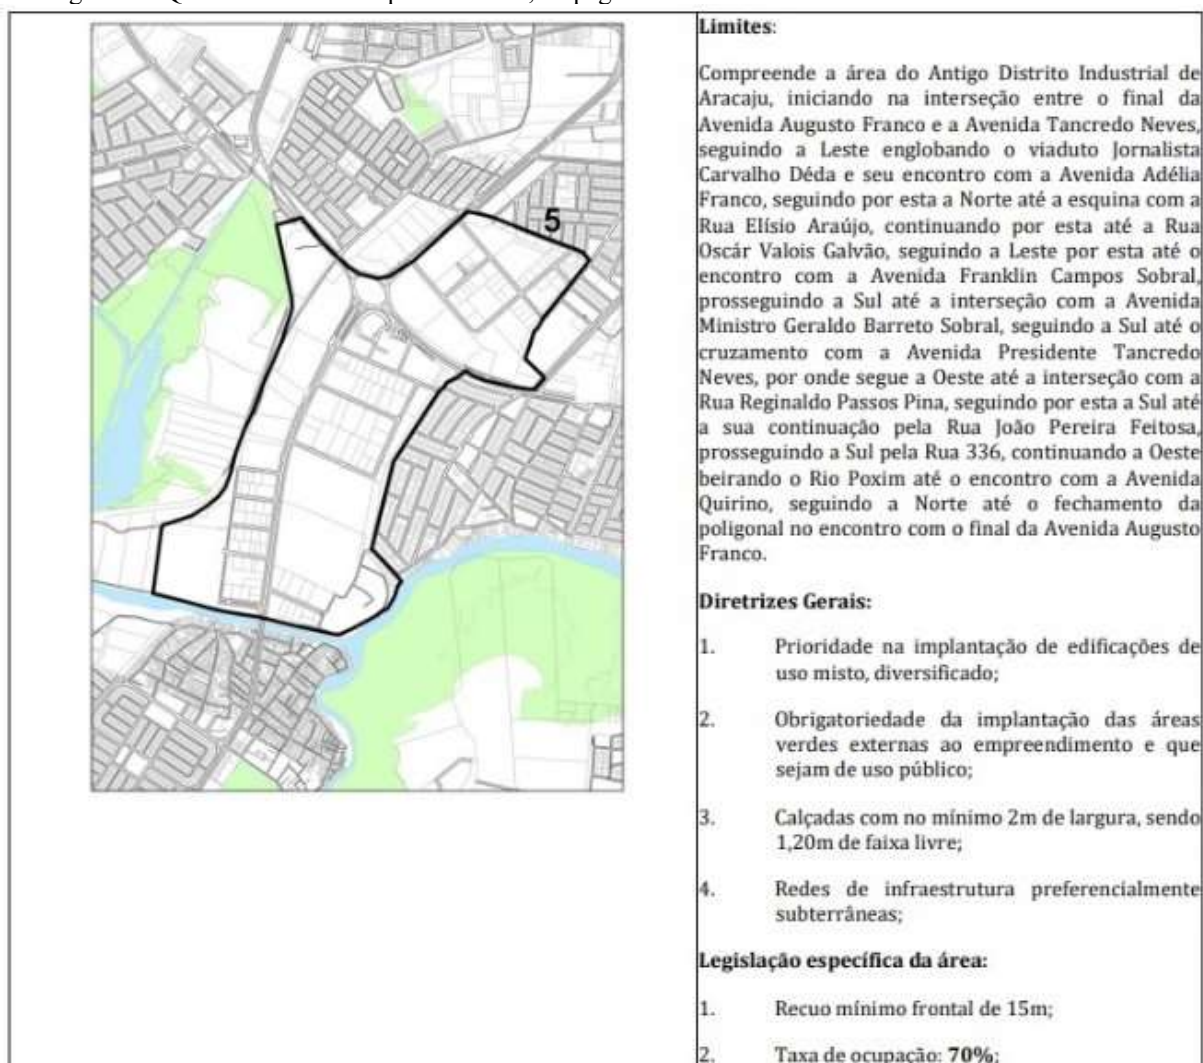 5
Limites:
Compreende a área do Antigo Distrito Industrial de
Aracaju, iniciando na interseção entre o final da
Avenida Augusto Franco e a Avenida Tancredo Neves,
seguindo a Leste englobando o viaduto Jornalista
Carvalho Déda e seu encontro com a Avenida Adélia
Franco, seguindo por esta a Norte até a esquina com a
Rua Elísio Araújo, continuando por esta até a Rua
Oscár Valois Galvão, seguindo a Leste por esta até o
encontro com a Avenida Franklin Campos Sobral,
prosseguindo a Sul até a interseção com a Avenida
Ministro Geraldo Barreto Sobral, seguindo a Sul até o
cruzamento com a Avenida Presidente Tancredo
Neves, por onde segue a Oeste até a interseção com a
Rua Reginaldo Passos Pina, seguindo por esta a Sul até
a sua continuação pela Rua João Pereira Feitosa,
prosseguindo a Sul pela Rua 336, continuando a Oeste
beirando o Rio Poxim até o encontro com a Avenida
Quirino, seguindo a Norte até o fechamento da
poligonal no encontro com o final da Avenida Augusto
Franco.
Diretrizes Gerais:
1. Prioridade na implantação de edificações de
uso misto, diversificado;
2. Obrigatoriedade da implantação das áreas
verdes externas ao empreendimento e que
sejam de uso público;
3. Calçadas com no mínimo 2m de largura, sendo
1,20m de faixa livre;
4. Redes de infraestrutura preferencialmente
subterrâneas;
Legislação específica da área:
1. Recuo mínimo frontal de 15m;
2. Taxa de ocupação: 70%;